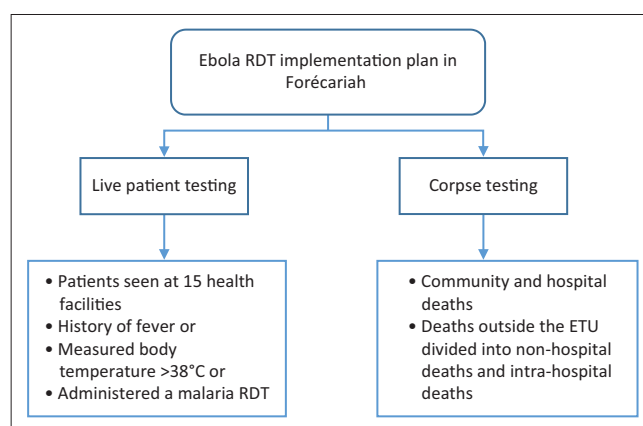 Ebola RDT implementation plan in
Forécariah
Live patient testing
Corpse testing
• Patients seen at 15 health
facilities
• History of fever or
• Measured body
temperature >38°C or
• Administered a malaria RDT
• Community and hospital
deaths
• Deaths outside the ETU
divided into non-hospital
deaths and intra-hospital
deaths